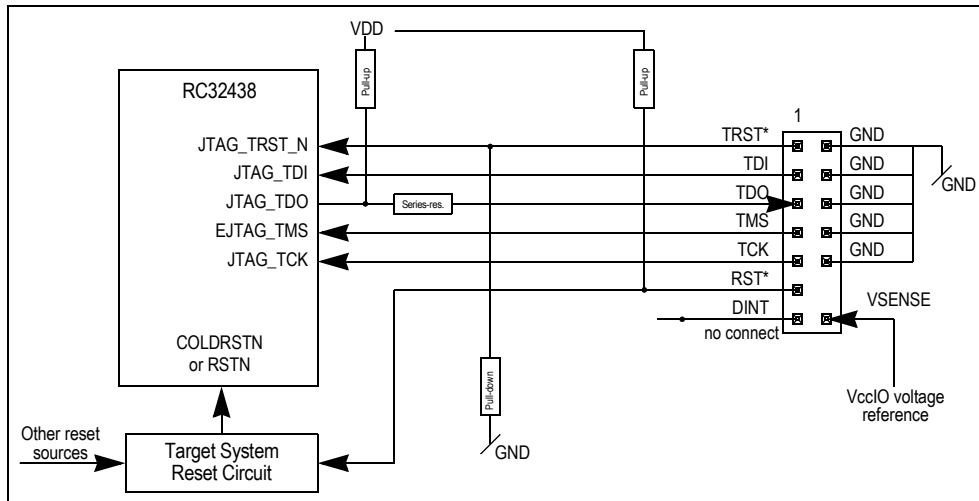 VDD
Pull-up
Pull-up
RC32438
1
JTAG_TRST_N
TRST*
GND
JTAG_TDI
TDI
GND
GND
JTAG_TDO
Series-res.
TDO
GND
EJTAG_TMS
TMS
GND
JTAG_TCK
TCK
GND
RST*
DINT
VSENSE
no connect
COLDRSTN
or RSTN
Pull-down
VccIO voltage
reference
Other reset
sources
Target System
Reset Circuit
GND